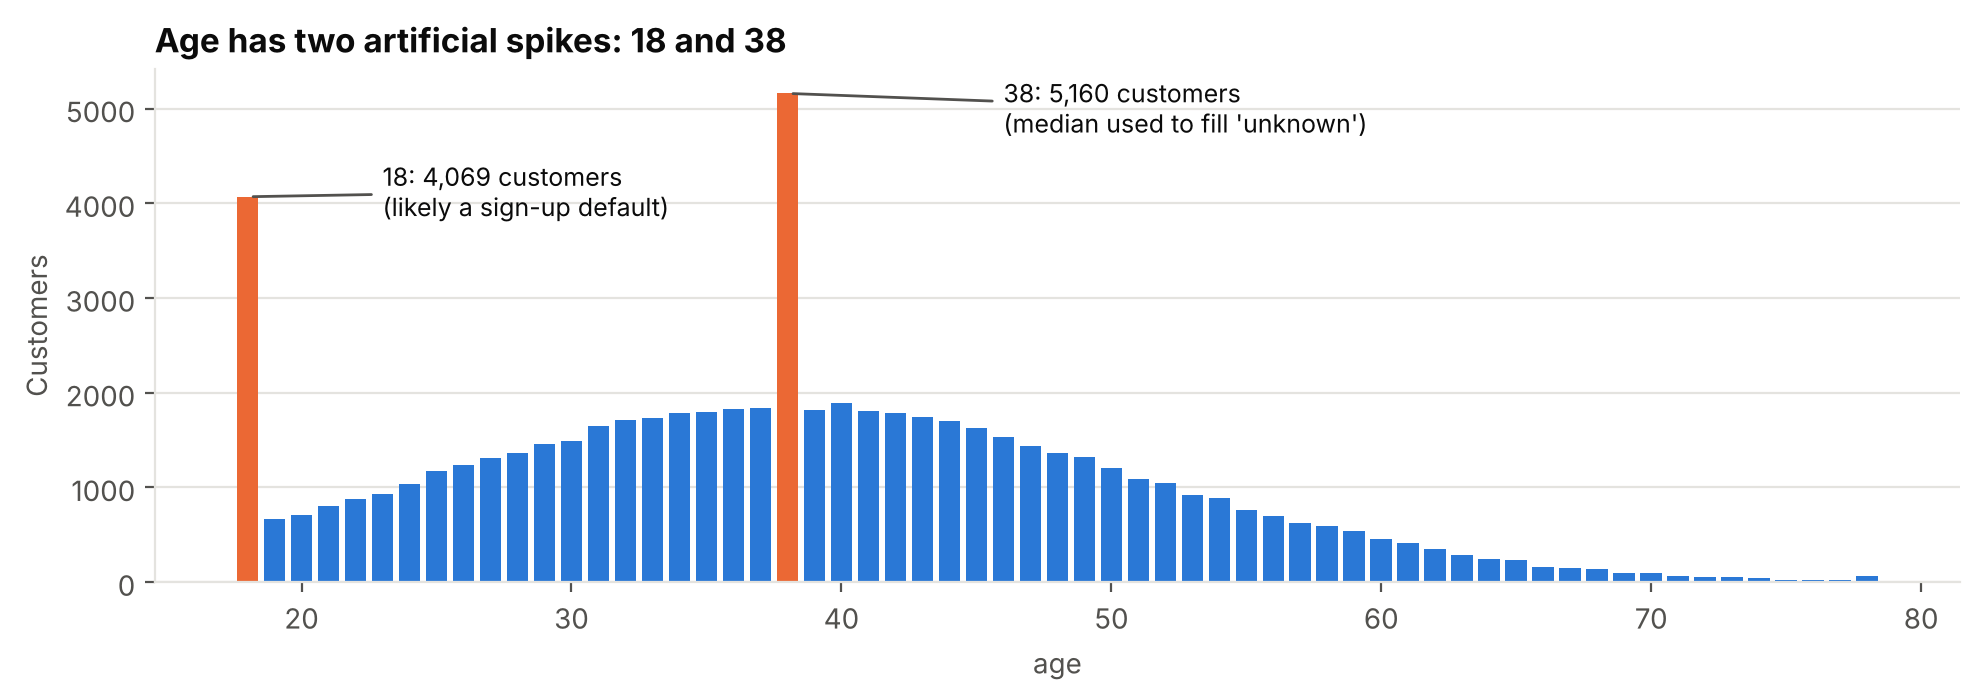 Age has two artificial spikes: 18 and 38
38: 5,160 customers
(median used to fill 'unknown')
18: 4,069 customers
(likely a sign-up default)
Customers
5000
4000
3000
2000
1000
0
20 30 40 50 60 70 80
age